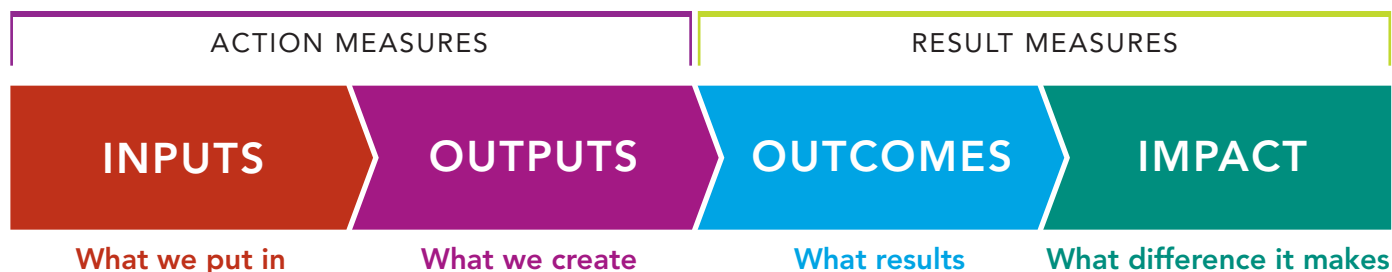 ACTION MEASURES
RESULT MEASURES
INPUTS
OUTPUTS
OUTCOMES
IMPACT
What we put in
What we create
What results
What difference it makes